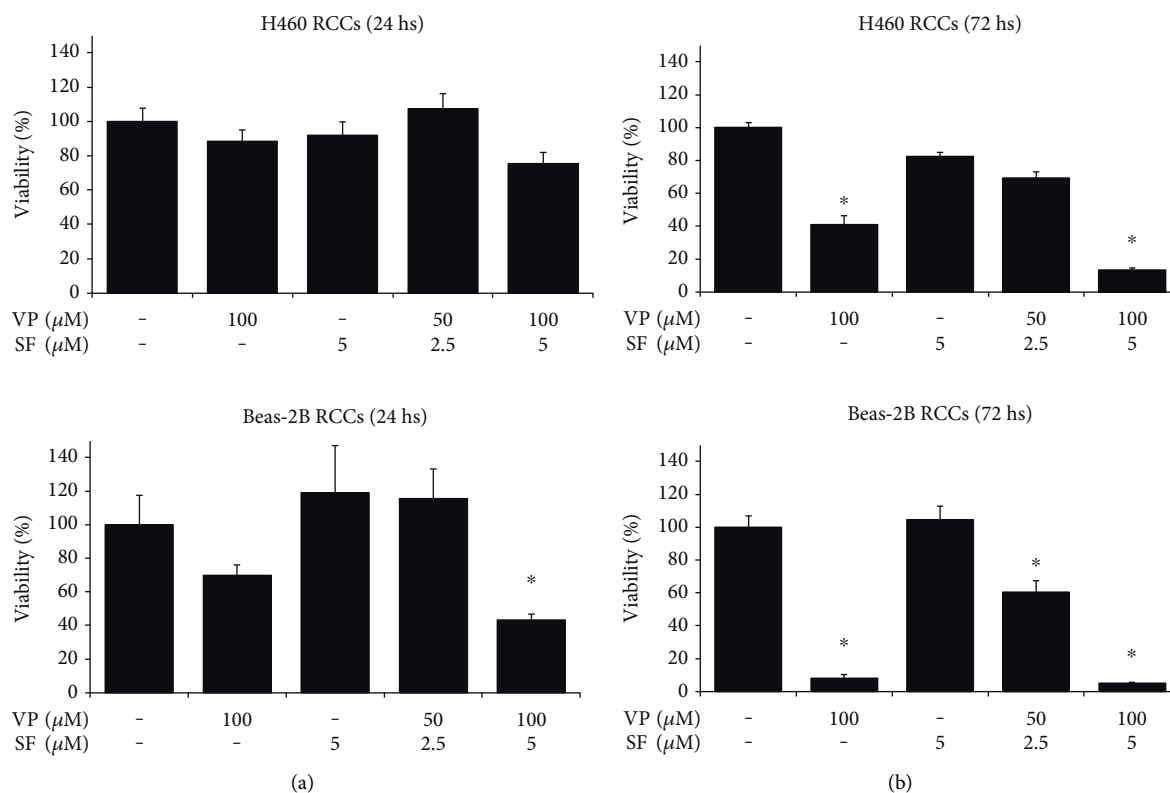 H460 RCCs (24 hs)
Viability (%)
140
120
100
80
60
40
20
0
VP (μM) – 100 – 50 100
SF (μM) – – 5 2.5 5
Beas-2B RCCs (24 hs)
Viability (%)
140
120
100
80
60
40
20
0
*
VP (μM) – 100 – 50 100
SF (μM) – – 5 2.5 5
(a)
H460 RCCs (72 hs)
Viability (%)
140
120
100
80
60
40
20
0
*
*
VP (μM) – 100 – 50 100
SF (μM) – – 5 2.5 5
Beas-2B RCCs (72 hs)
Viability (%)
140
120
100
80
60
40
20
0
*
*
*
VP (μM) – 100 – 50 100
SF (μM) – – 5 2.5 5
(b)